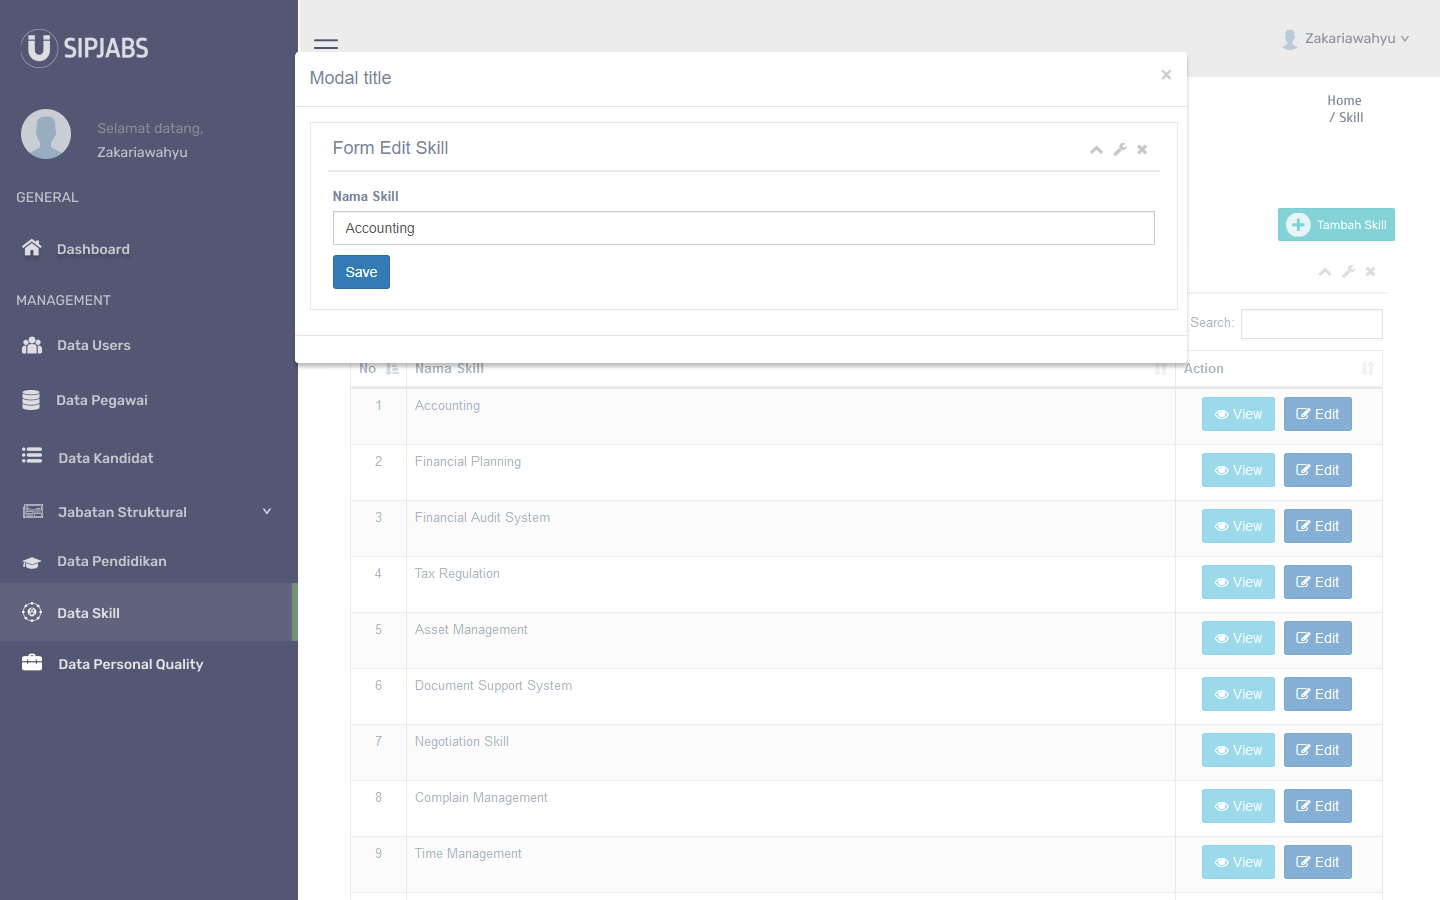 SIPJABS
Selamat datang,
Zakariawahyu
GENERAL
Dashboard
MANAGEMENT
Data Users
Data Pegawai
Data Kandidat
Jabatan Struktural
Data Pendidikan
Data Skill
Data Personal Quality
Zakariawahyu
Modal title
×
Home
/ Skill
Form Edit Skill
Nama Skill
Accounting
Save
Tambah Skill
Search:
No Nama Skill Action
1 Accounting View Edit
2 Financial Planning View Edit
3 Financial Audit System View Edit
4 Tax Regulation View Edit
5 Asset Management View Edit
6 Document Support System View Edit
7 Negotiation Skill View Edit
8 Complain Management View Edit
9 Time Management View Edit